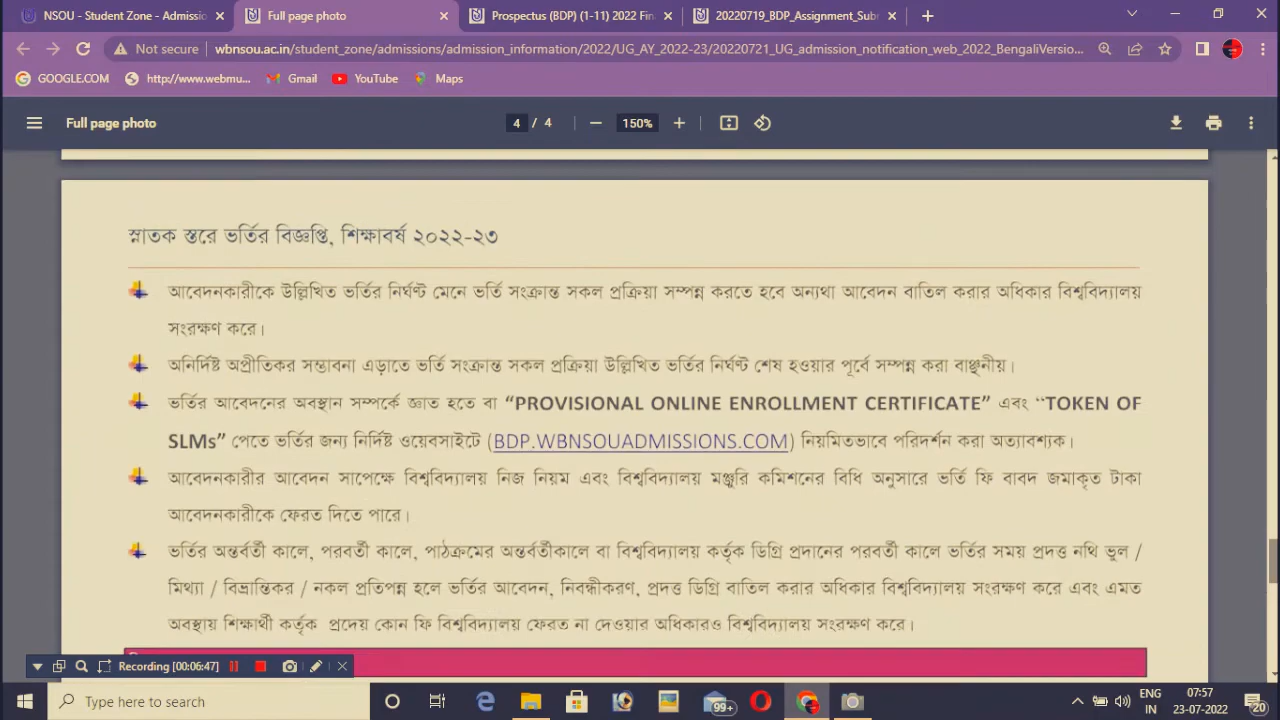 NSOU - Student Zone - Admissio
Full page photo
Prospectus (BDP) (1-11) 2022 Fin
20220719_BDP_Assignment_Sub
Not secure
wbnsou.ac.in/student_zone/admissions/admission_information/2022/UG_AY_2022-23/20220721_UG_admission_notification_web_2022_BengaliVersio...
GOOGLE.COM
http://www.webmu...
Gmail
YouTube
Maps
Full page photo
4 / 4
150%
স্নাতক স্তরে ভর্তির বিজ্ঞপ্তি, শিক্ষাবর্ষ ২০২২-২৩
আবেদনকারীকে উল্লিখিত ভর্তির নির্ঘণ্ট মেনে ভর্তি সংক্রান্ত সকল প্রক্রিয়া সম্পন্ন করতে হবে অন্যথা আবেদন বাতিল করার অধিকার বিশ্ববিদ্যালয়
সংরক্ষণ করে।
অনির্দিষ্ট অপ্রীতিকর সম্ভাবনা এড়াতে ভর্তি সংক্রান্ত সকল প্রক্রিয়া উল্লিখিত ভর্তির নির্ঘণ্ট শেষ হওয়ার পূর্বে সম্পন্ন করা বাঞ্ছনীয়।
ভর্তির আবেদনের অবস্থান সম্পর্কে জ্ঞাত হতে বা “PROVISIONAL ONLINE ENROLLMENT CERTIFICATE” এবং “TOKEN OF
SLMs” পেতে ভর্তির জন্য নির্দিষ্ট ওয়েবসাইটে (BDP.WBNSOUADMISSIONS.COM) নিয়মিতভাবে পরিদর্শন করা অত্যাবশ্যক।
আবেদনকারীর আবেদন সাপেক্ষে বিশ্ববিদ্যালয় নিজ নিয়ম এবং বিশ্ববিদ্যালয় মঞ্জুরি কমিশনের বিধি অনুসারে ভর্তি ফি বাবদ জমাকৃত টাকা
আবেদনকারীকে ফেরত দিতে পারে।
ভর্তির অন্তর্বর্তী কালে, পরবর্তী কালে, পাঠক্রমের অন্তর্বর্তীকালে বা বিশ্ববিদ্যালয় কর্তৃক ডিগ্রি প্রদানের পরবর্তী কালে ভর্তির সময় প্রদত্ত নথি ভুল /
মিথ্যা / বিভ্রান্তিকর / নকল প্রতিপন্ন হলে ভর্তির আবেদন, নিবন্ধীকরণ, প্রদত্ত ডিগ্রি বাতিল করার অধিকার বিশ্ববিদ্যালয় সংরক্ষণ করে এবং এমত
অবস্থায় শিক্ষার্থী কর্তৃক প্রদেয় কোন ফি বিশ্ববিদ্যালয় ফেরত না দেওয়ার অধিকারও বিশ্ববিদ্যালয় সংরক্ষণ করে।
Recording [00:06:47]
Type here to search
99+
ENG
IN
07:57
23-07-2022
20